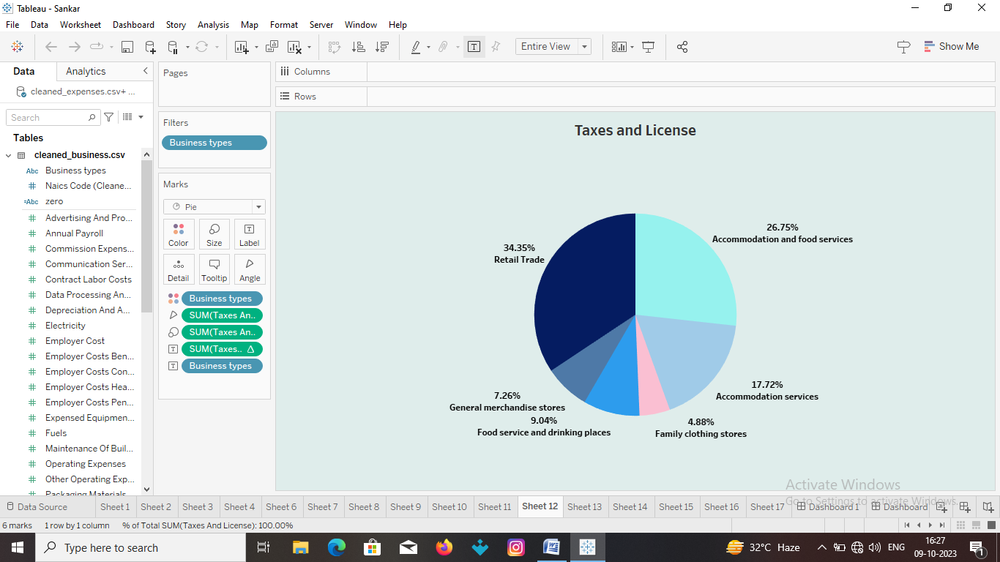 Tableau - Sankar
File Data Worksheet Dashboard Story Analysis Map Format Server Window Help
Entire View
Show Me
Data Analytics
cleaned_expenses.csv+ ...
Search
Tables
cleaned_business.csv
Abc Business types
# Naics Code (Cleane...
=Abc zero
# Advertising And Pro...
# Annual Payroll
# Commission Expens...
# Communication Ser...
# Contract Labor Costs
# Data Processing An...
# Depreciation And A...
# Electricity
# Employer Cost
# Employer Costs Ben...
# Employer Costs Con...
# Employer Costs Hea...
# Employer Costs Pen...
# Expensed Equipmen...
# Fuels
# Maintenance Of Buil...
# Operating Expenses
# Other Operating Exp...
Packaging Materials
Pages
Filters
Business types
Marks
Pie
Color Size Label
Detail Tooltip Angle
Business types
SUM(Taxes An..
SUM(Taxes An..
SUM(Taxes.. Δ
Business types
Columns
Rows
Taxes and License
26.75%
Accommodation and food services
34.35%
Retail Trade
17.72%
Accommodation services
7.26%
General merchandise stores
9.04%
Food service and drinking places
4.88%
Family clothing stores
Activate Windows
Go to Settings to activate Windows.
Data Source Sheet 1 Sheet 2 Sheet 3 Sheet 4 Sheet 6 Sheet 7 Sheet 8 Sheet 9 Sheet 10 Sheet 11 Sheet 12 Sheet 13 Sheet 14 Sheet 15 Sheet 16 Sheet 17 Dashboard 1 Dashboard
6 marks 1 row by 1 column % of Total SUM(Taxes And License): 100.00%
Type here to search
32°C Haze
ENG
16:27
09-10-2023
1